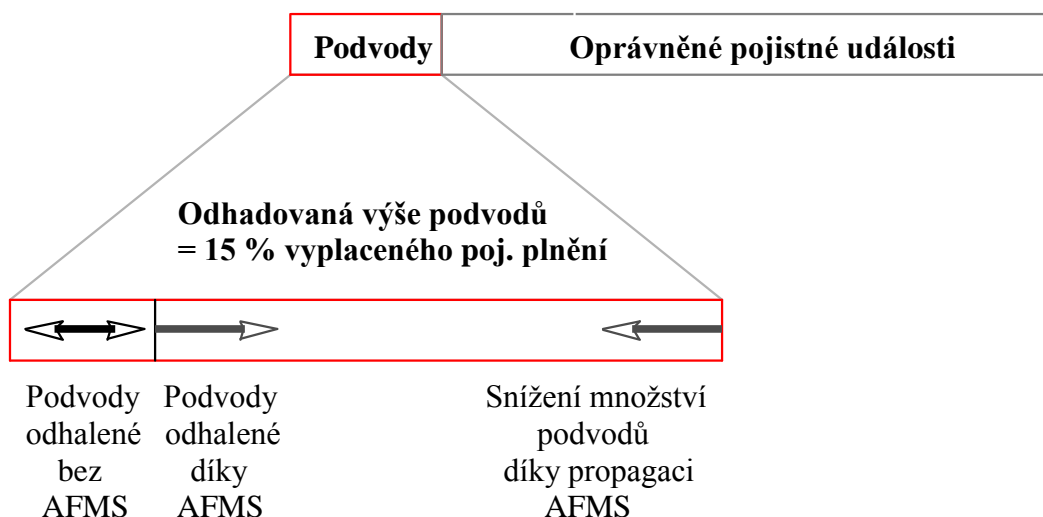 Podvody
Oprávněné pojistné události
Odhadovaná výše podvodů
= 15 % vyplaceného poj. plnění
Podvody
odhalené
bez
AFMS
Podvody
odhalené
díky
AFMS
Snížení množství
podvodů
díky propagaci
AFMS